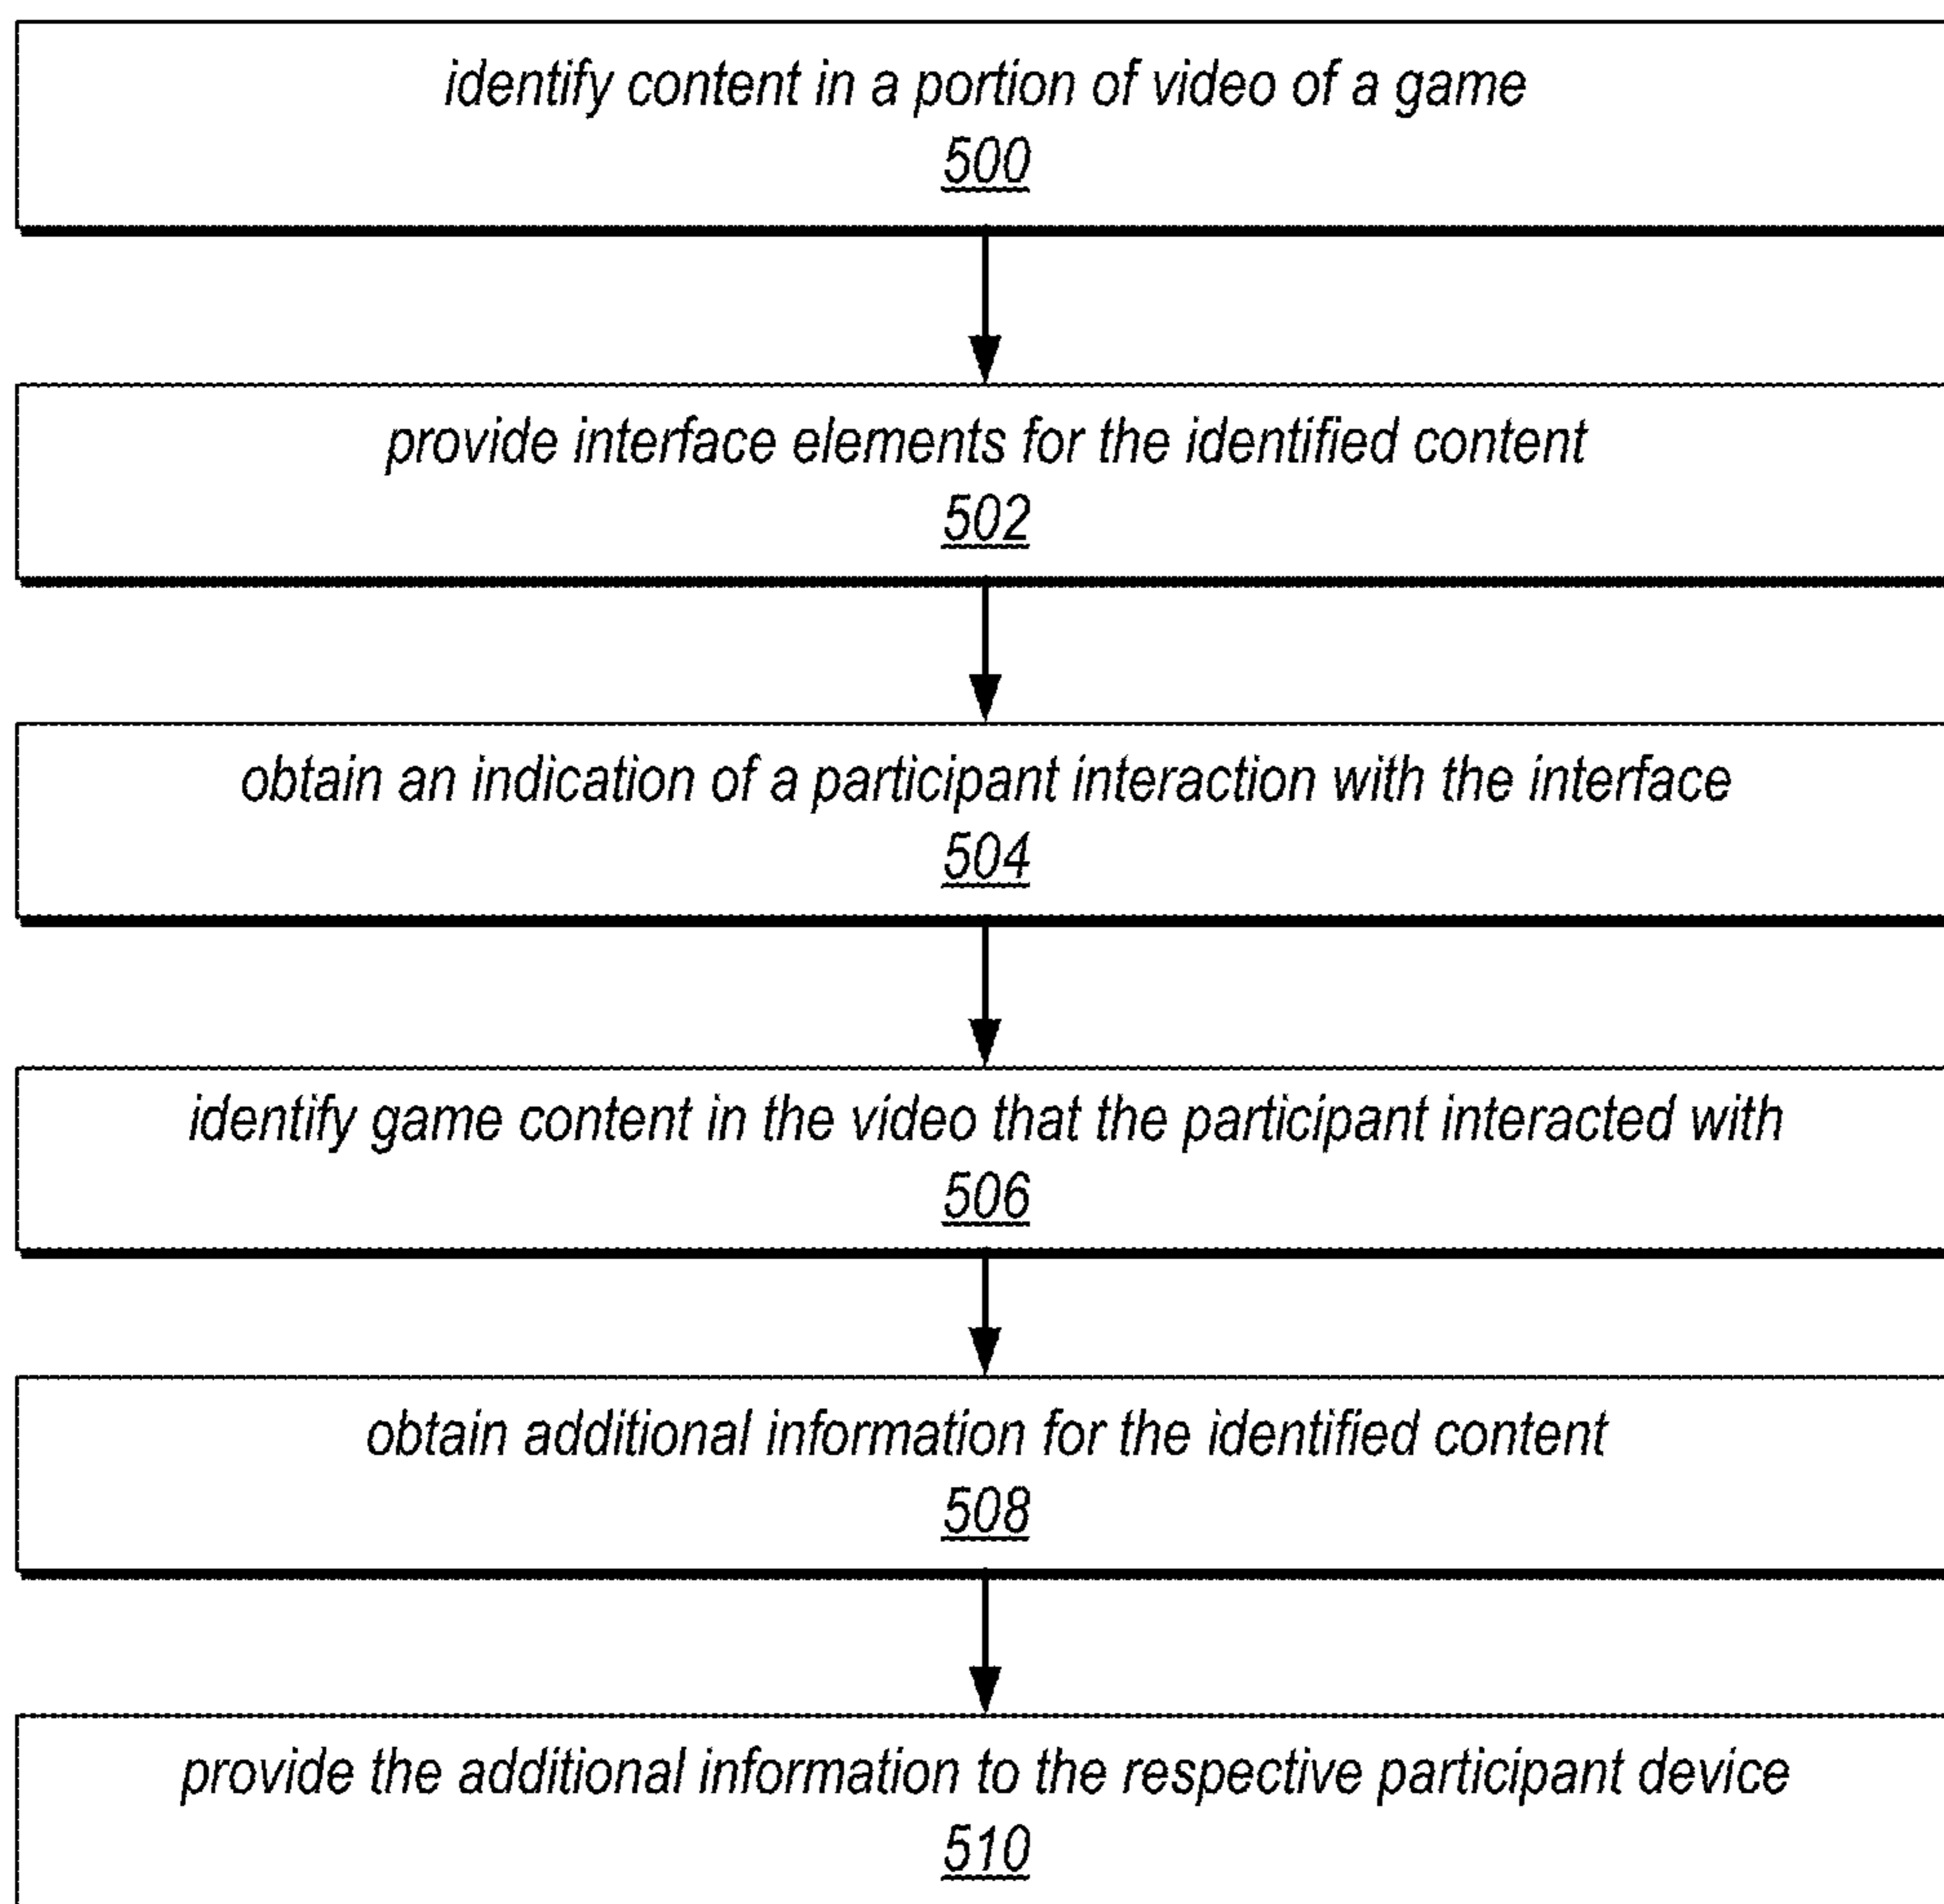 identify content in a portion of video of a game
500
provide interface elements for the identified content
502
obtain an indication of a participant interaction with the interface
504
identify game content in the video that the participant interacted with
506
obtain additional information for the identified content
508
provide the additional information to the respective participant device
510